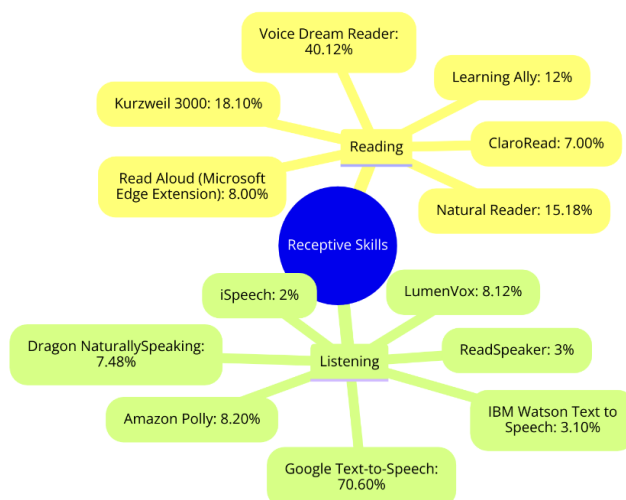 Voice Dream Reader:
40.12%
Learning Ally: 12%
Kurzweil 3000: 18.10%
Reading
ClaroRead: 7.00%
Read Aloud (Microsoft
Edge Extension): 8.00%
Natural Reader: 15.18%
Receptive Skills
iSpeech: 2%
LumenVox: 8.12%
Dragon NaturallySpeaking:
7.48%
Listening
ReadSpeaker: 3%
Amazon Polly: 8.20%
IBM Watson Text to
Speech: 3.10%
Google Text-to-Speech:
70.60%